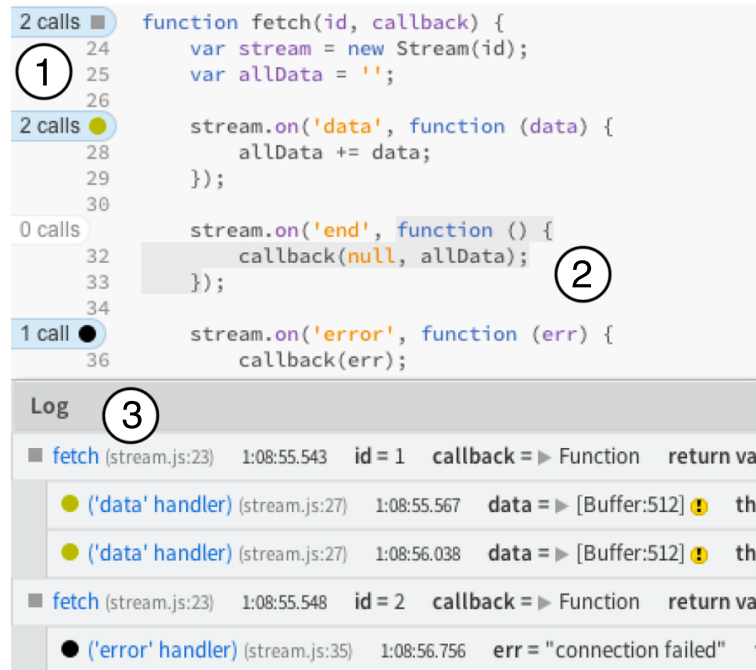 2 calls function fetch(id, callback) {
24 var stream = new Stream(id);
1
25 var allData = '';
26
2 calls stream.on('data', function (data) {
28 allData += data;
29 });
30
0 calls stream.on('end', function () {
32 callback(null, allData);
2
33 });
34
1 call stream.on('error', function (err) {
36 callback(err);
Log
3
fetch (stream.js:23) 1:08:55.543 id = 1 callback = ▶ Function return va
('data' handler) (stream.js:27) 1:08:55.567 data = ▶ [Buffer:512] ! th
('data' handler) (stream.js:27) 1:08:56.038 data = ▶ [Buffer:512] ! th
fetch (stream.js:23) 1:08:55.548 id = 2 callback = ▶ Function return va
('error' handler) (stream.js:35) 1:08:56.756 err = "connection failed"